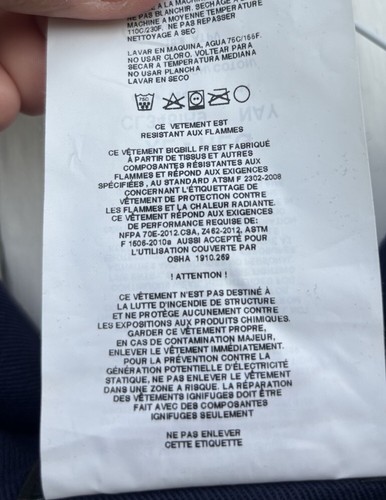 NE PAS BLANCHIR. SÉCHAGE A
MACHINE A MOYENNE TEMPERATURE
110C/230F. NE PAS REPASSER
NETTOYAGE A SEC
LAVAR EN MAQUINA, AGUA 75C/165F.
NO USAR CLORO. VOLTEAR PARA
SECAR A TEMPERATURA MEDIANA
NO USAR PLANCHA
LAVAR EN SECO
CE VETEMENT EST
RESISTANT AUX FLAMMES
CE VÊTEMENT BIGBILL FR EST FABRIQUÉ
À PARTIR DE TISSUS ET AUTRES
COMPOSANTES RÉSISTANTES AUX
FLAMMES ET RÉPOND AUX EXIGENCES
SPÉCIFIÉES, AU STANDARD ATSM F 2302-2008
CONCERNANT L'ÉTIQUETTAGE DE
VÊTEMENT DE PROTECTION CONTRE
LES FLAMMES ET LA CHALEUR RADIANTE.
CE VÊTEMENT RÉPOND AUX EXIGENCES
DE PERFORMANCE REQUISE DE:
NFPA 70E-2012.CSA, Z462-2012. ASTM
F 1506-2010a AUSSI ACCEPTÉ POUR
L'UTILISATION COUVERTE PAR
OSHA 1910.269
! ATTENTION !
CE VÊTEMENT N'EST PAS DESTINÉ À
LA LUTTE D'INCENDIE DE STRUCTURE
ET NE PROTÈGE AUCUNEMENT CONTRE
LES EXPOSITIONS AUX PRODUITS CHIMIQUES.
GARDER CE VÊTEMENT PROPRE,
EN CAS DE CONTAMINATION MAJEUR,
ENLEVER LE VÊTEMENT IMMÉDIATEMENT.
POUR LA PRÉVENTION CONTRE LA
GÉNÉRATION POTENTIELLE D'ÉLECTRICITÉ
STATIQUE, NE PAS ENLEVER LE VÊTEMENT
DANS UNE ZONE A RISQUE. LA RÉPARATION
DES VÊTEMENTS IGNIFUGES DOIT ÊTRE
FAIT AVEC DES COMPOSANTES
IGNIFUGES SEULEMENT
NE PAS ENLEVER
CETTE ETIQUETTE